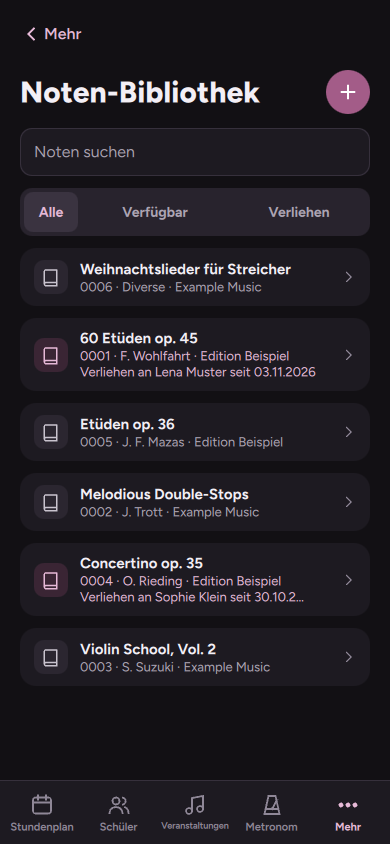 Mehr
Noten-Bibliothek
Noten suchen
Alle Verfügbar Verliehen
Weihnachtslieder für Streicher
0006 · Diverse · Example Music
60 Etüden op. 45
0001 · F. Wohlfahrt · Edition Beispiel
Verliehen an Lena Muster seit 03.11.2026
Etüden op. 36
0005 · J. F. Mazas · Edition Beispiel
Melodious Double-Stops
0002 · J. Trott · Example Music
Concertino op. 35
0004 · O. Rieding · Edition Beispiel
Verliehen an Sophie Klein seit 30.10.2...
Violin School, Vol. 2
0003 · S. Suzuki · Example Music
Stundenplan Schüler Veranstaltungen Metronom Mehr